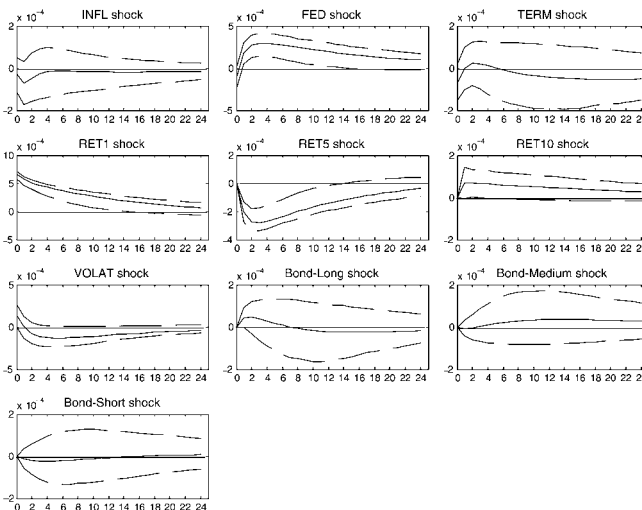 INFL shock
x 10⁻⁴
2
0
-2
0 2 4 6 8 10 12 14 16 18 20 22 24
FED shock
x 10⁻⁴
5
0
-5
0 2 4 6 8 10 12 14 16 18 20 22 24
TERM shock
x 10⁻⁴
2
0
-2
0 2 4 6 8 10 12 14 16 18 20 22 24
RET1 shock
x 10⁻⁴
10
5
0
-5
0 2 4 6 8 10 12 14 16 18 20 22 24
RET5 shock
x 10⁻⁴
2
0
-2
-4
0 2 4 6 8 10 12 14 16 18 20 22 24
RET10 shock
x 10⁻⁴
2
0
-2
0 2 4 6 8 10 12 14 16 18 20 22 24
VOLAT shock
x 10⁻⁴
5
0
-5
0 2 4 6 8 10 12 14 16 18 20 22 24
Bond-Long shock
x 10⁻⁴
2
0
-2
0 2 4 6 8 10 12 14 16 18 20 22 24
Bond-Medium shock
x 10⁻⁴
2
0
-2
0 2 4 6 8 10 12 14 16 18 20 22 24
Bond-Short shock
x 10⁻⁴
2
0
-2
0 2 4 6 8 10 12 14 16 18 20 22 24